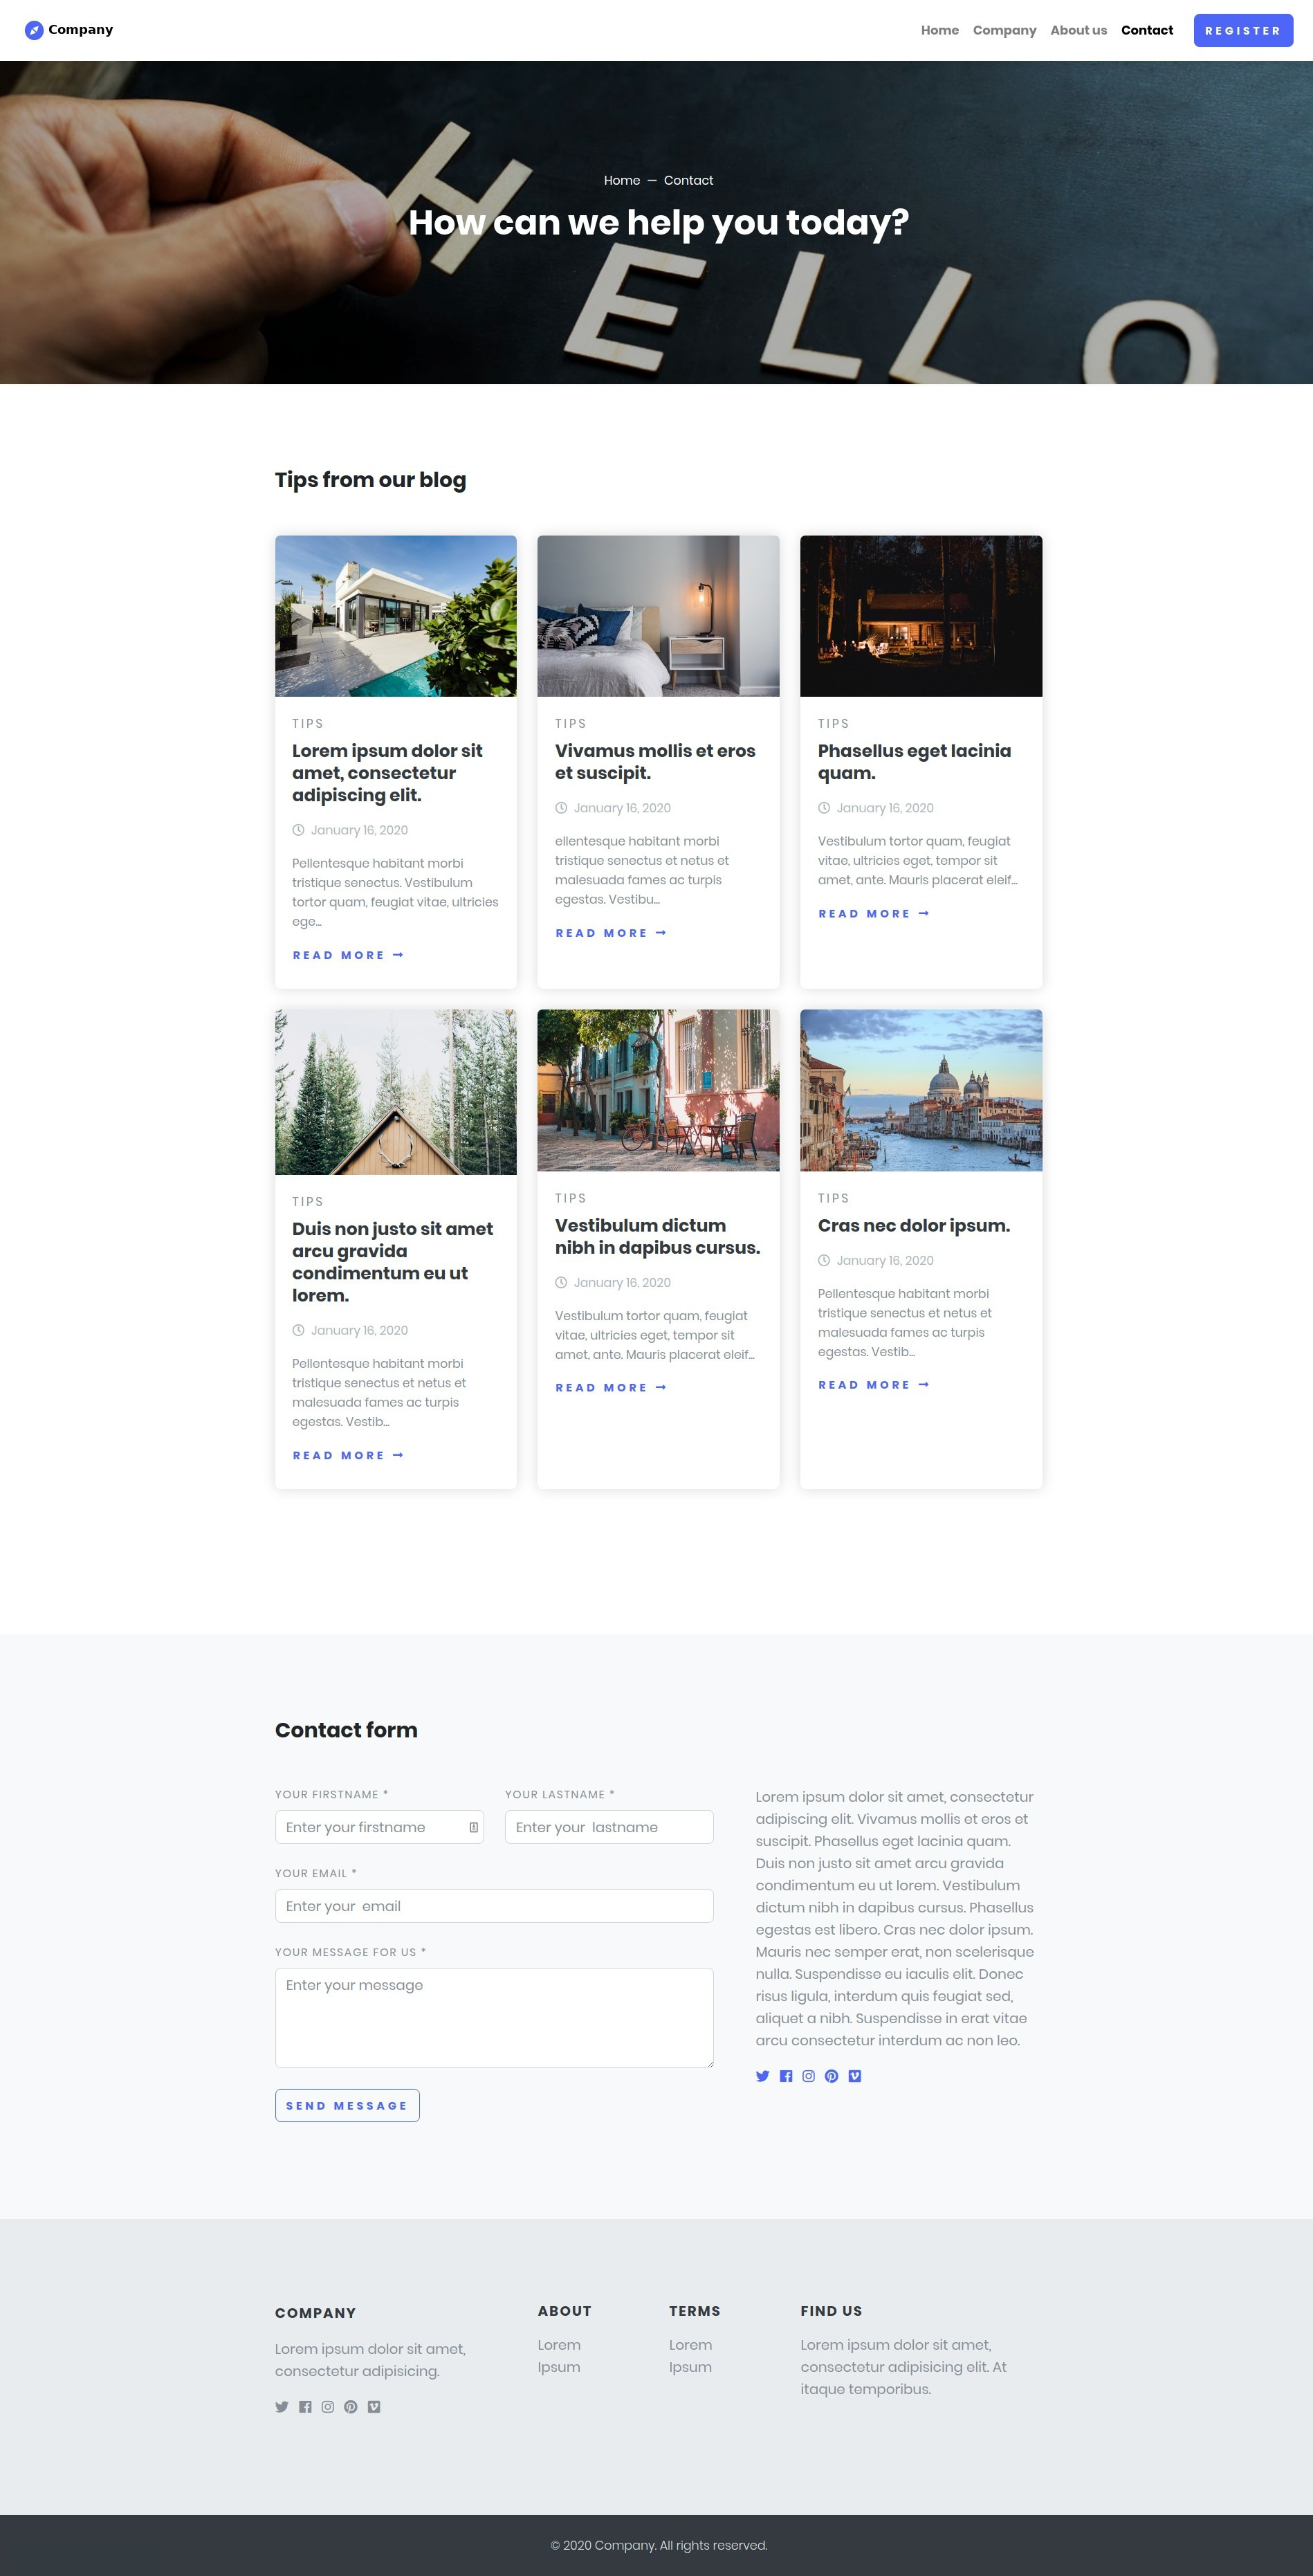 Company
Home Company About us Contact REGISTER
Home — Contact
How can we help you today?
H
E L L O
Tips from our blog
TIPS
Lorem ipsum dolor sit
amet, consectetur
adipiscing elit.
January 16, 2020
Pellentesque habitant morbi
tristique senectus. Vestibulum
tortor quam, feugiat vitae, ultricies
ege...
READ MORE
TIPS
Vivamus mollis et eros
et suscipit.
January 16, 2020
ellentesque habitant morbi
tristique senectus et netus et
malesuada fames ac turpis
egestas. Vestibu...
READ MORE
TIPS
Phasellus eget lacinia
quam.
January 16, 2020
Vestibulum tortor quam, feugiat
vitae, ultricies eget, tempor sit
amet, ante. Mauris placerat eleif...
READ MORE
TIPS
Duis non justo sit amet
arcu gravida
condimentum eu ut
lorem.
January 16, 2020
Pellentesque habitant morbi
tristique senectus et netus et
malesuada fames ac turpis
egestas. Vestib...
READ MORE
TIPS
Vestibulum dictum
nibh in dapibus cursus.
January 16, 2020
Vestibulum tortor quam, feugiat
vitae, ultricies eget, tempor sit
amet, ante. Mauris placerat eleif...
READ MORE
TIPS
Cras nec dolor ipsum.
January 16, 2020
Pellentesque habitant morbi
tristique senectus et netus et
malesuada fames ac turpis
egestas. Vestib...
READ MORE
Contact form
YOUR FIRSTNAME *
Enter your firstname
YOUR LASTNAME *
Enter your lastname
YOUR EMAIL *
Enter your email
YOUR MESSAGE FOR US *
Enter your message
SEND MESSAGE
Lorem ipsum dolor sit amet, consectetur
adipiscing elit. Vivamus mollis et eros et
suscipit. Phasellus eget lacinia quam.
Duis non justo sit amet arcu gravida
condimentum eu ut lorem. Vestibulum
dictum nibh in dapibus cursus. Phasellus
egestas est libero. Cras nec dolor ipsum.
Mauris nec semper erat, non scelerisque
nulla. Suspendisse eu iaculis elit. Donec
risus ligula, interdum quis feugiat sed,
aliquet a nibh. Suspendisse in erat vitae
arcu consectetur interdum ac non leo.
COMPANY
Lorem ipsum dolor sit amet,
consectetur adipisicing.
ABOUT
Lorem
Ipsum
TERMS
Lorem
Ipsum
FIND US
Lorem ipsum dolor sit amet,
consectetur adipisicing elit. At
itaque temporibus.
© 2020 Company. All rights reserved.